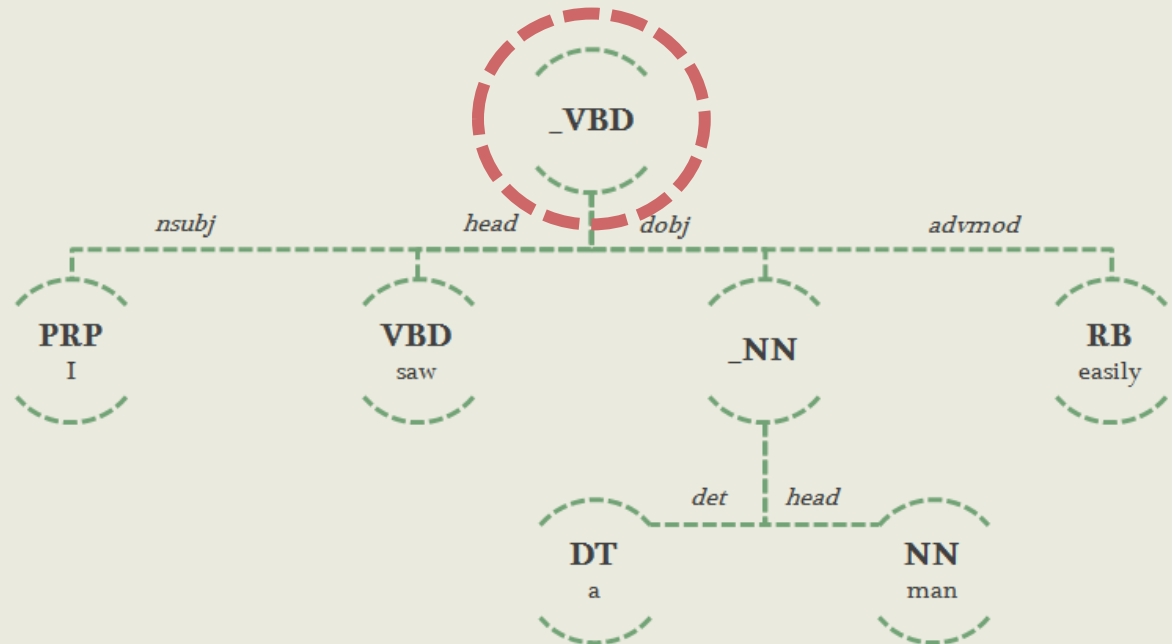 _VBD
nsubj head dobj advmod
PRP VBD _NN RB
I saw easily
det head
DT NN
a man